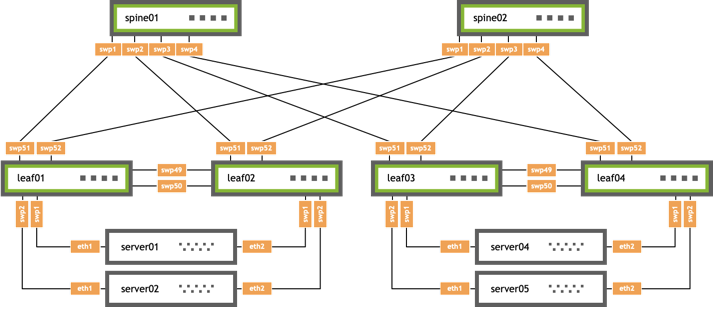 spine01 spine02
swp1 swp2 swp3 swp4 swp1 swp2 swp3 swp4
swp51 swp52 swp51 swp52 swp51 swp52 swp51 swp52
swp49 swp49
leaf01 leaf02 leaf03 leaf04
swp50 swp50
swp2 swp1 swp1 swp2 swp2 swp1 swp1 swp2
eth1 server01 eth2 eth1 server04 eth2
eth1 server02 eth2 eth1 server05 eth2